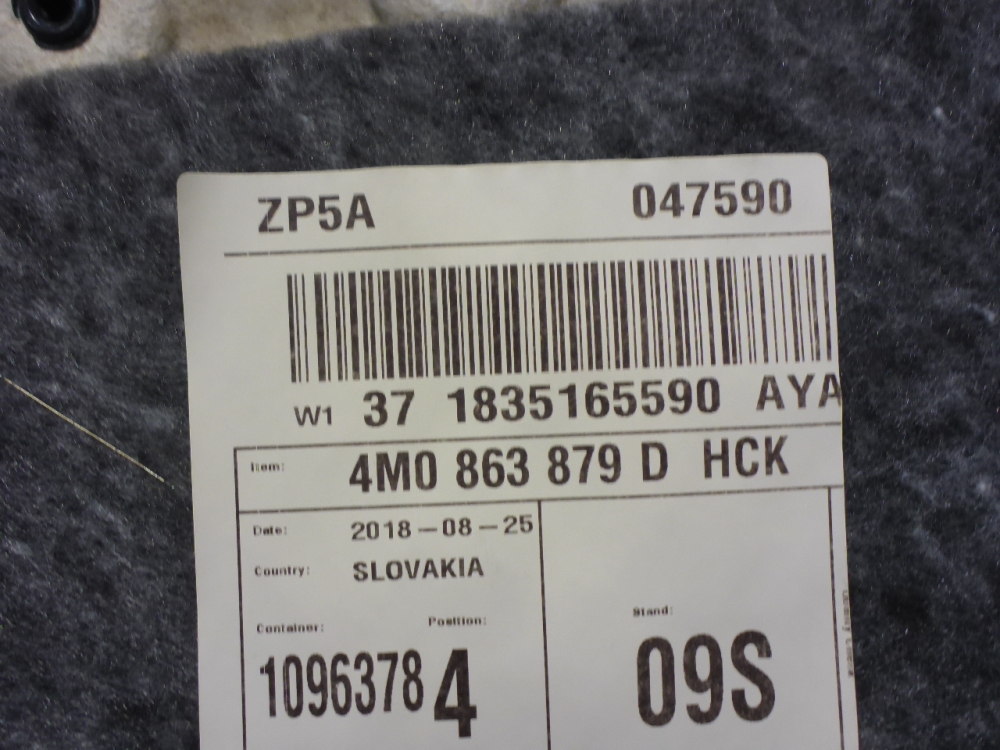 ZP5A 047590
W1 37 1835165590 AYA
Item: 4M0 863 879 D HCK
Date: 2018-08-25
Country: SLOVAKIA
Container: Position: Stand:
1096378 4 09S